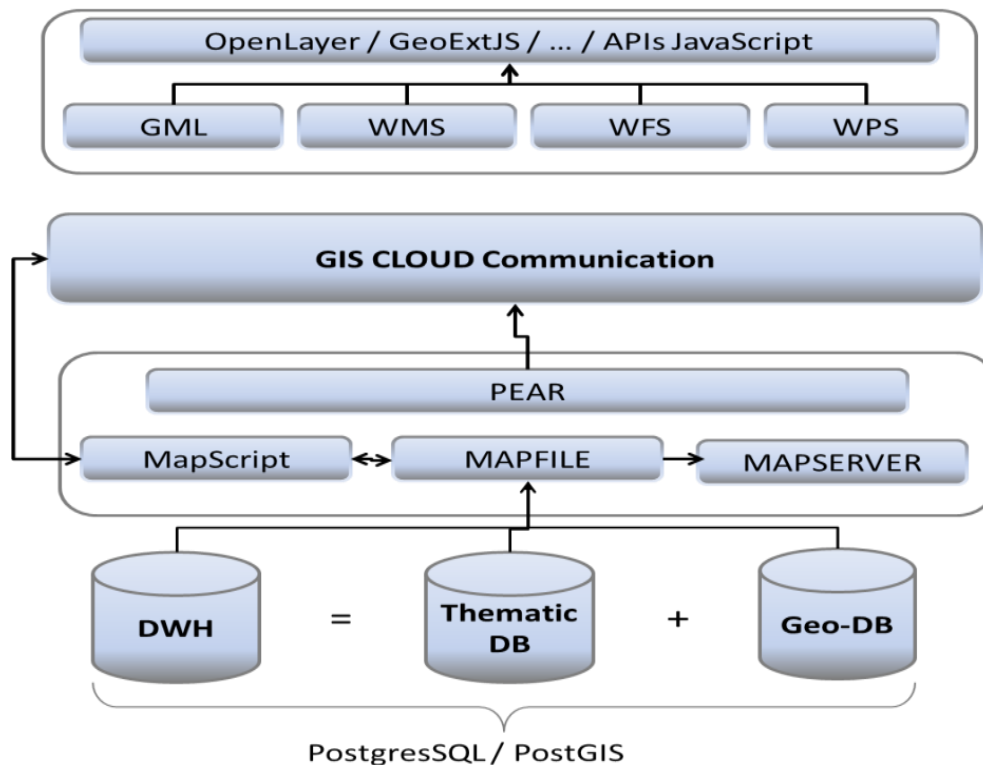 OpenLayer / GeoExtJS / ... / APIs JavaScript
GML WMS WFS WPS
GIS CLOUD Communication
PEAR
MapScript MAPFILE MAPSERVER
DWH = Thematic DB + Geo-DB
PostgresSQL / PostGIS